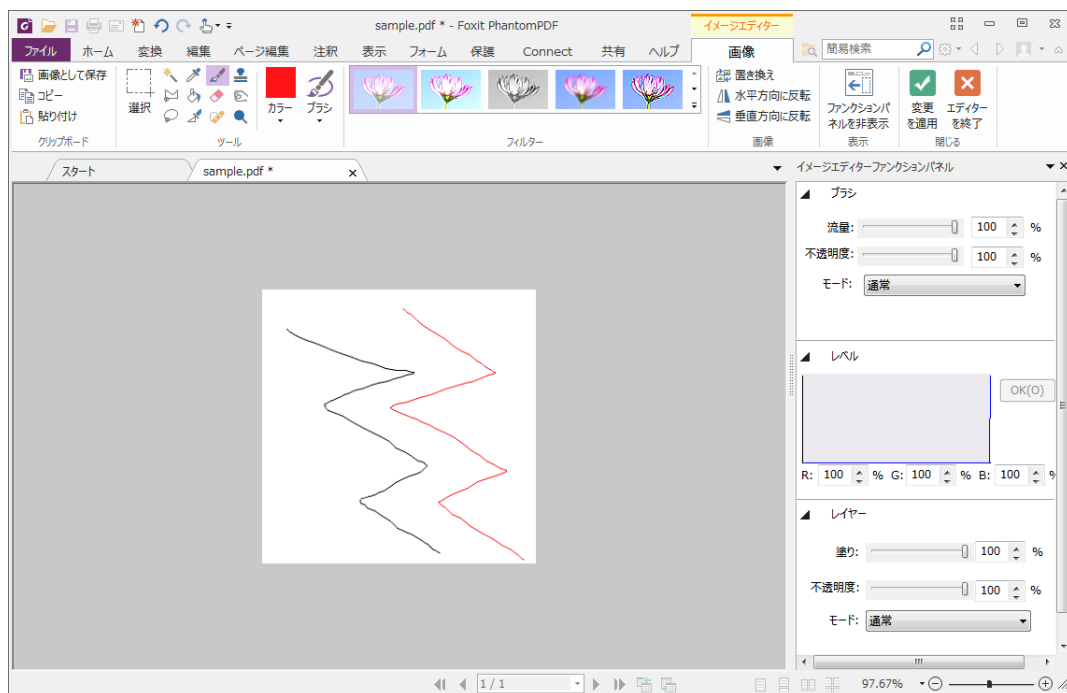 sample.pdf * - Foxit PhantomPDF
イメージエディター
ファイル ホーム 変換 編集 ページ編集 注釈 表示 フォーム 保護 Connect 共有 ヘルプ 画像 簡易検索
画像として保存
コピー
貼り付け
クリップボード
選択
カラー
ブラシ
ツール
フィルター
置き換え
水平方向に反転
垂直方向に反転
画像
ファンクションパ
ネルを非表示
表示
変更
を適用
エディター
を終了
閉じる
スタート
sample.pdf *
イメージエディターファンクションパネル
ブラシ
流量: 100 %
不透明度: 100 %
モード: 通常
レベル
OK(O)
R: 100 % G: 100 % B: 100 %
レイヤー
塗り: 100 %
不透明度: 100 %
モード: 通常
1 / 1
97.67%